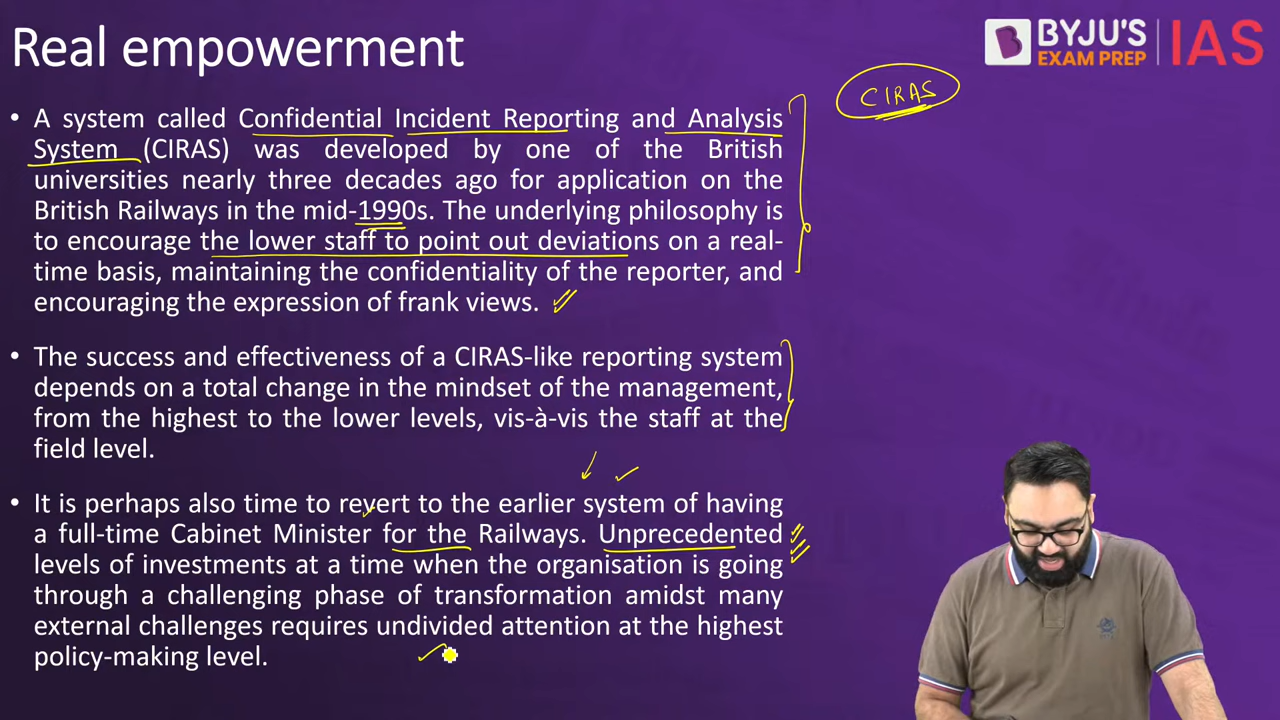 Real empowerment
BYJU'S
EXAM PREP
IAS
CIRAS
• A system called Confidential Incident Reporting and Analysis
System (CIRAS) was developed by one of the British
universities nearly three decades ago for application on the
British Railways in the mid-1990s. The underlying philosophy is
to encourage the lower staff to point out deviations on a real-
time basis, maintaining the confidentiality of the reporter, and
encouraging the expression of frank views.
• The success and effectiveness of a CIRAS-like reporting system
depends on a total change in the mindset of the management,
from the highest to the lower levels, vis-à-vis the staff at the
field level.
• It is perhaps also time to revert to the earlier system of having
a full-time Cabinet Minister for the Railways. Unprecedented
levels of investments at a time when the organisation is going
through a challenging phase of transformation amidst many
external challenges requires undivided attention at the highest
policy-making level.